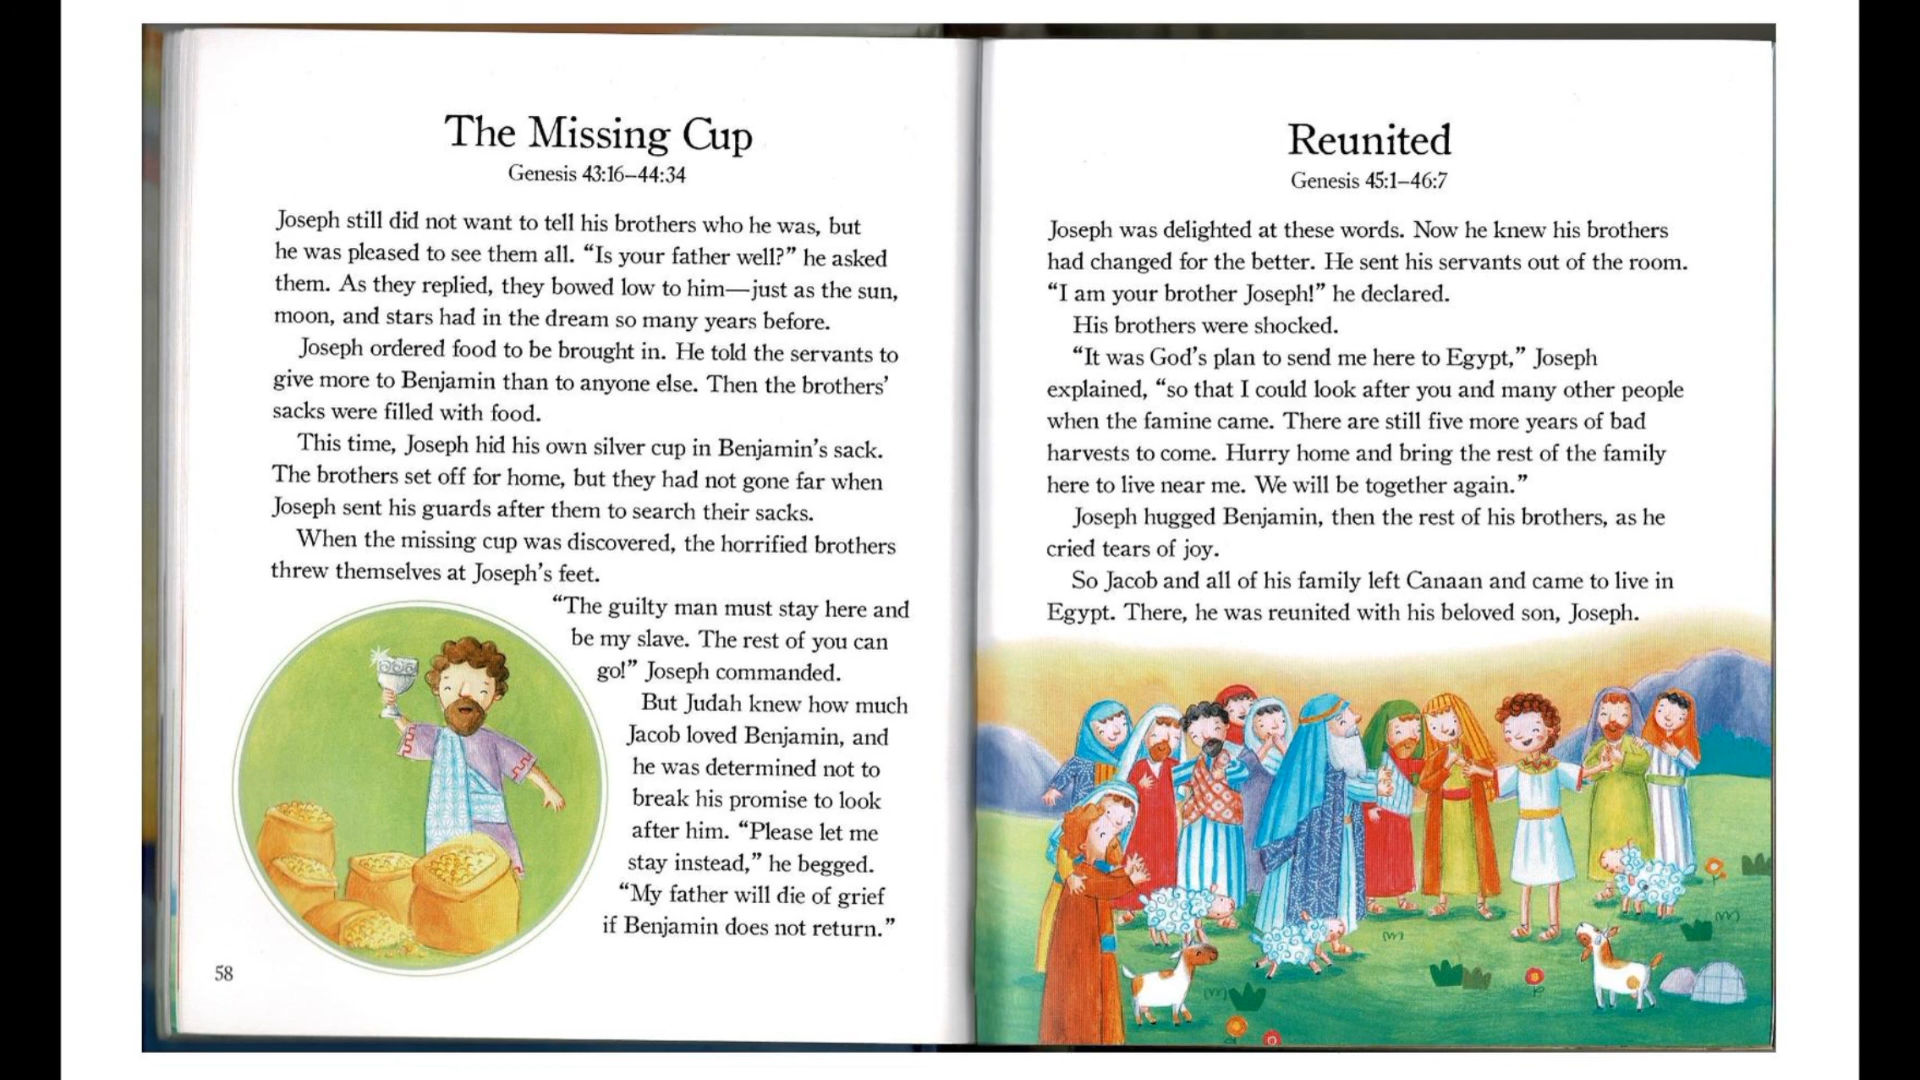 The Missing Cup
Genesis 43:16–44:34
Joseph still did not want to tell his brothers who he was, but
he was pleased to see them all. “Is your father well?” he asked
them. As they replied, they bowed low to him—just as the sun,
moon, and stars had in the dream so many years before.
Joseph ordered food to be brought in. He told the servants to
give more to Benjamin than to anyone else. Then the brothers’
sacks were filled with food.
This time, Joseph hid his own silver cup in Benjamin’s sack.
The brothers set off for home, but they had not gone far when
Joseph sent his guards after them to search their sacks.
When the missing cup was discovered, the horrified brothers
threw themselves at Joseph’s feet.
“The guilty man must stay here and
be my slave. The rest of you can
go!” Joseph commanded.
But Judah knew how much
Jacob loved Benjamin, and
he was determined not to
break his promise to look
after him. “Please let me
stay instead,” he begged.
“My father will die of grief
if Benjamin does not return.”
58
Reunited
Genesis 45:1–46:7
Joseph was delighted at these words. Now he knew his brothers
had changed for the better. He sent his servants out of the room.
“I am your brother Joseph!” he declared.
His brothers were shocked.
“It was God’s plan to send me here to Egypt,” Joseph
explained, “so that I could look after you and many other people
when the famine came. There are still five more years of bad
harvests to come. Hurry home and bring the rest of the family
here to live near me. We will be together again.”
Joseph hugged Benjamin, then the rest of his brothers, as he
cried tears of joy.
So Jacob and all of his family left Canaan and came to live in
Egypt. There, he was reunited with his beloved son, Joseph.